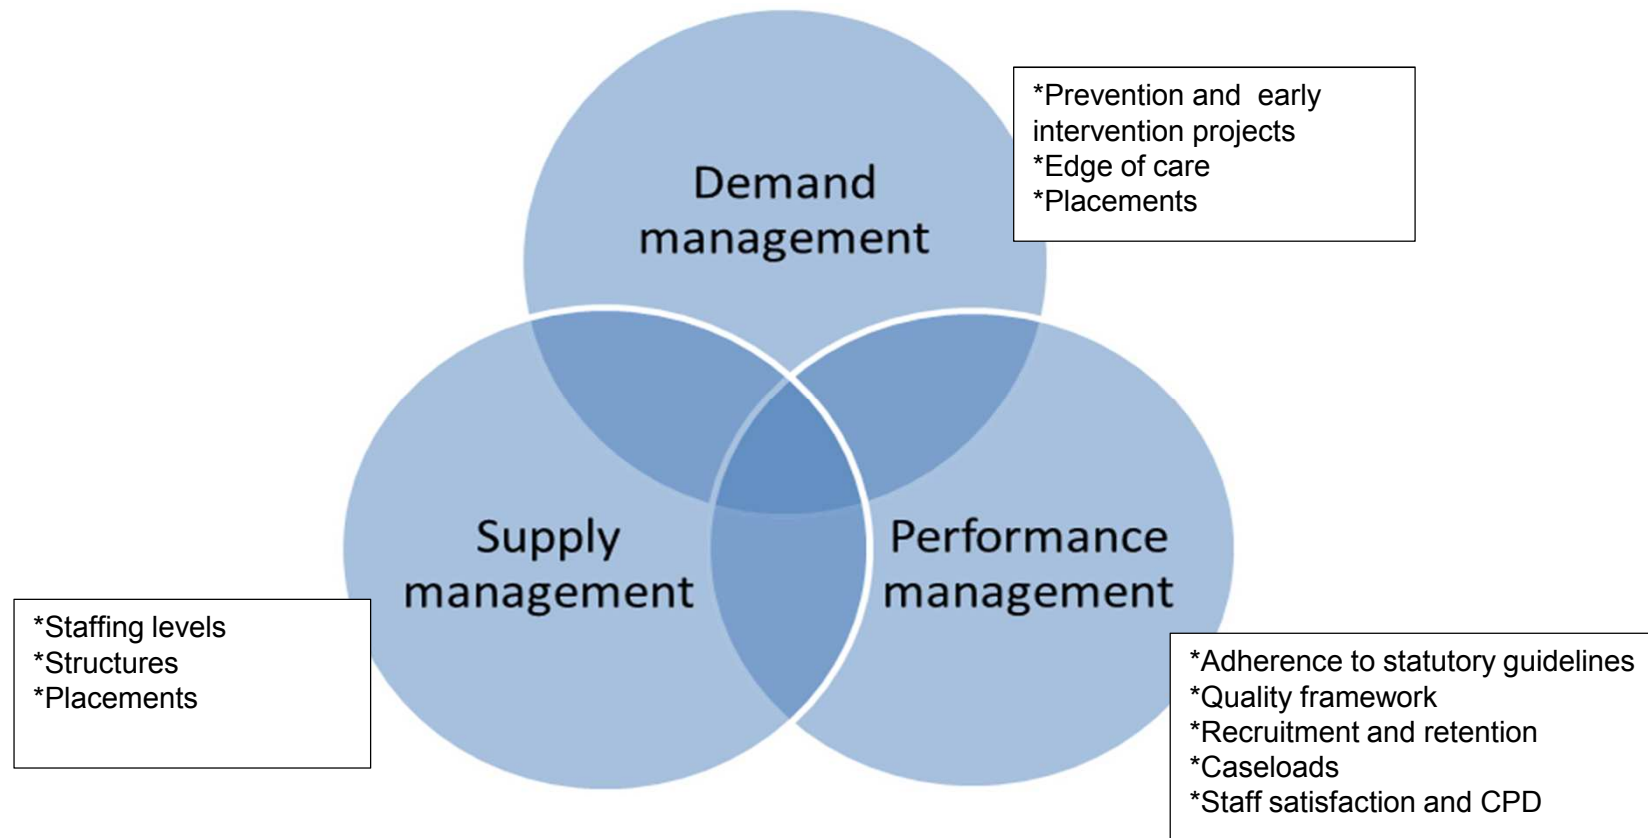 *Prevention and  early
intervention projects
*Edge of care
*Placements
Demand
management
Supply
management
Performance
management
*Staffing levels
*Structures
*Placements
*Adherence to statutory guidelines
*Quality framework
*Recruitment and retention
*Caseloads
*Staff satisfaction and CPD